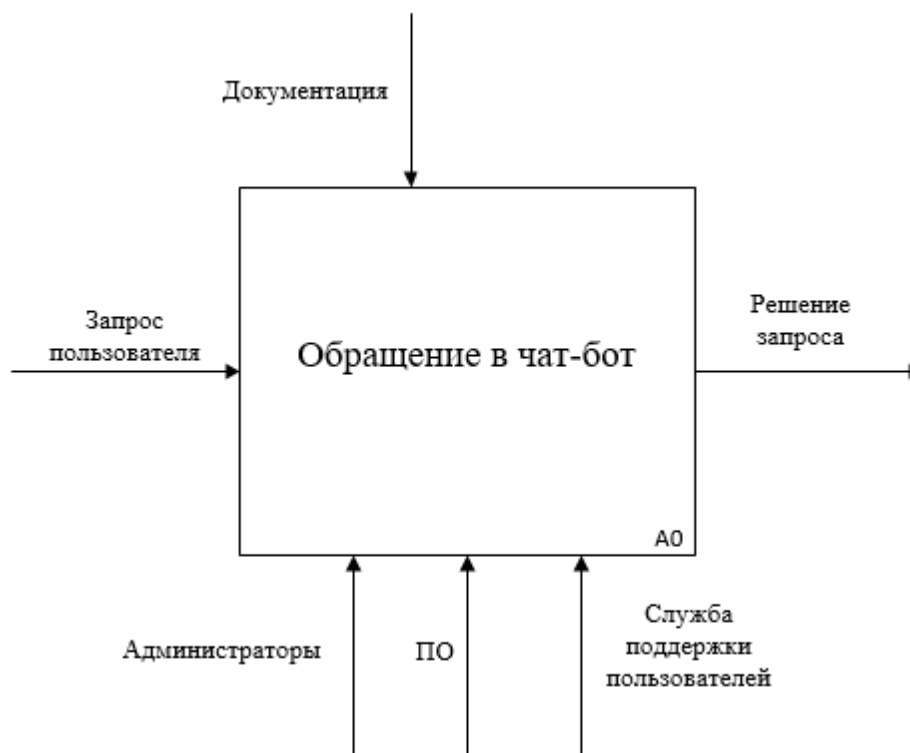 Документация
Запрос
пользователя
Обращение в чат-бот
Решение
запроса
A0
Администраторы
ПО
Служба
поддержки
пользователей